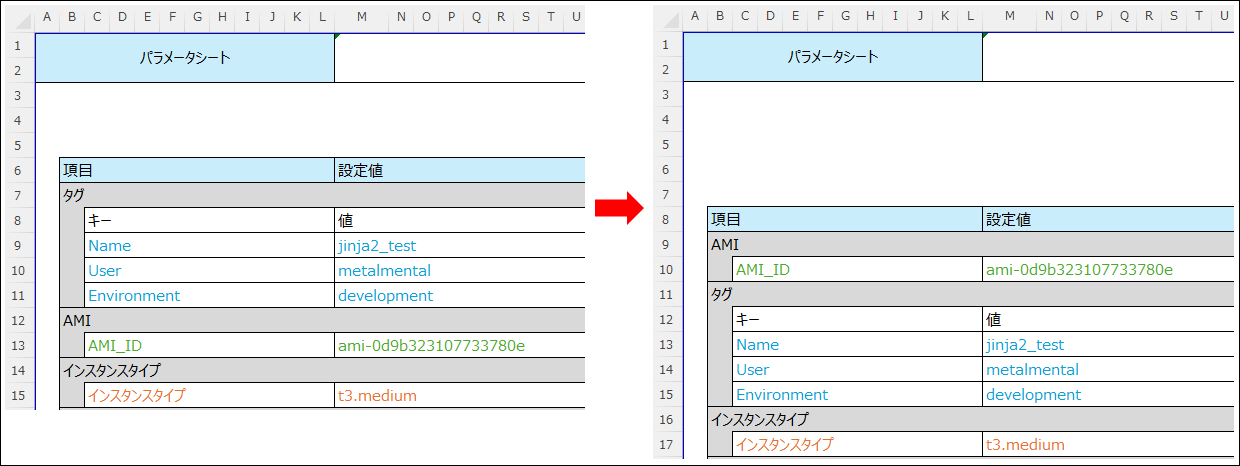 A B C D E F G H I J K L M N O P Q R S T U
1
パラメータシート
2
3
4
5
6 項目 設定値
7 タグ
8 キー 値
9 Name jinja2_test
10 User metalmental
11 Environment development
12 AMI
13 AMI_ID ami-0d9b323107733780e
14 インスタンスタイプ
15 インスタンスタイプ t3.medium
A B C D E F G H I J K L M N O P Q R S T U
1
パラメータシート
2
3
4
5
6
7
8 項目 設定値
9 AMI
10 AMI_ID ami-0d9b323107733780e
11 タグ
12 キー 値
13 Name jinja2_test
14 User metalmental
15 Environment development
16 インスタンスタイプ
17 インスタンスタイプ t3.medium